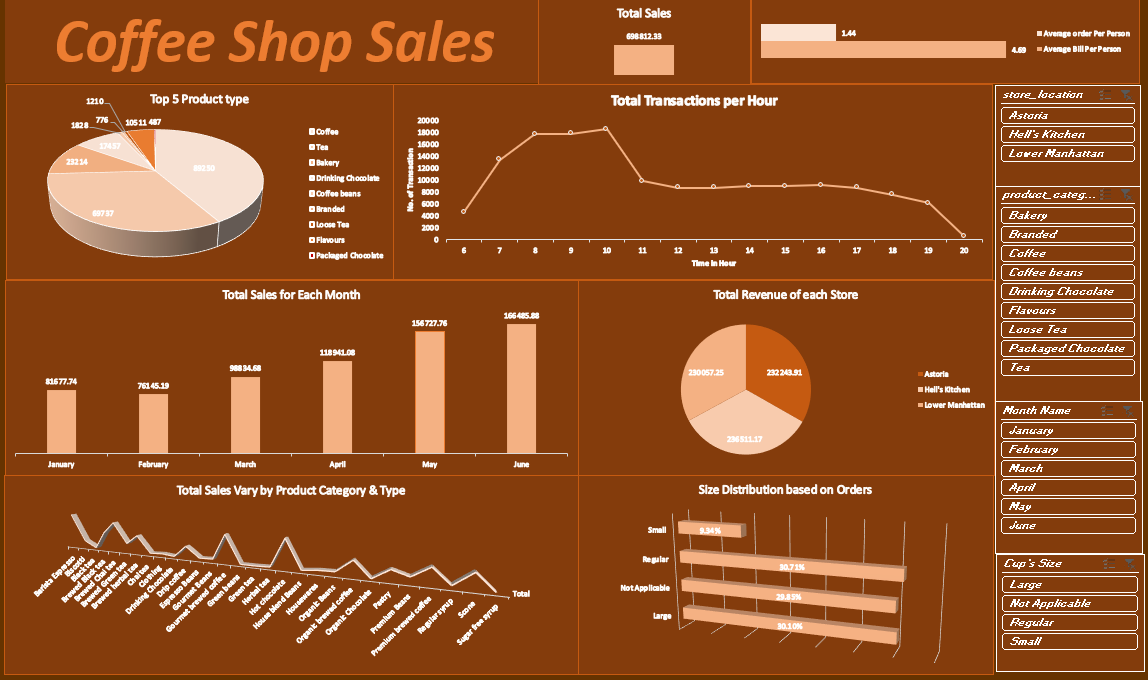 Coffee Shop Sales
Total Sales
698812.33
1.44
4.69
Average order Per Person
Average Bill Per Person
Top 5 Product type
1210
776
1828
17457
23214
69737
10511
487
Coffee
Tea
Bakery
Drinking Chocolate
Coffee beans
Branded
Loose Tea
Flavours
Packaged Chocolate
Total Transactions per Hour
No. of Transaction
20000
18000
16000
14000
12000
10000
8000
6000
4000
2000
0
6 7 8 9 10 11 12 13 14 15 16 17 18 19 20
Time in Hour
Total Sales for Each Month
81677.74
76145.19
98834.68
118941.08
156727.76
166485.88
January February March April May June
Total Revenue of each Store
230057.25
232243.91
236511.17
Astoria
Hell's Kitchen
Lower Manhattan
Total Sales Vary by Product Category & Type
Barista Espresso
Biscotti
Black tea
Brewed Black tea
Brewed Chai tea
Brewed Green tea
Brewed herbal tea
Chai tea
Clothing
Drinking Chocolate
Drip coffee
Espresso Beans
Gourmet Beans
Gourmet brewed coffee
Green beans
Green tea
Herbal tea
Hot chocolate
House blend Beans
Housewares
Organic Beans
Organic brewed coffee
Organic Chocolate
Pastry
Premium Beans
Premium brewed coffee
Regular syrup
Scone
Sugar free syrup
Total
Size Distribution based on Orders
Small
9.34%
Regular
30.71%
Not Applicable
29.85%
Large
30.10%
store_location
Astoria
Hell's Kitchen
Lower Manhattan
product_categ...
Bakery
Branded
Coffee
Coffee beans
Drinking Chocolate
Flavours
Loose Tea
Packaged Chocolate
Tea
Month Name
January
February
March
April
May
June
Cup's Size
Large
Not Applicable
Regular
Small